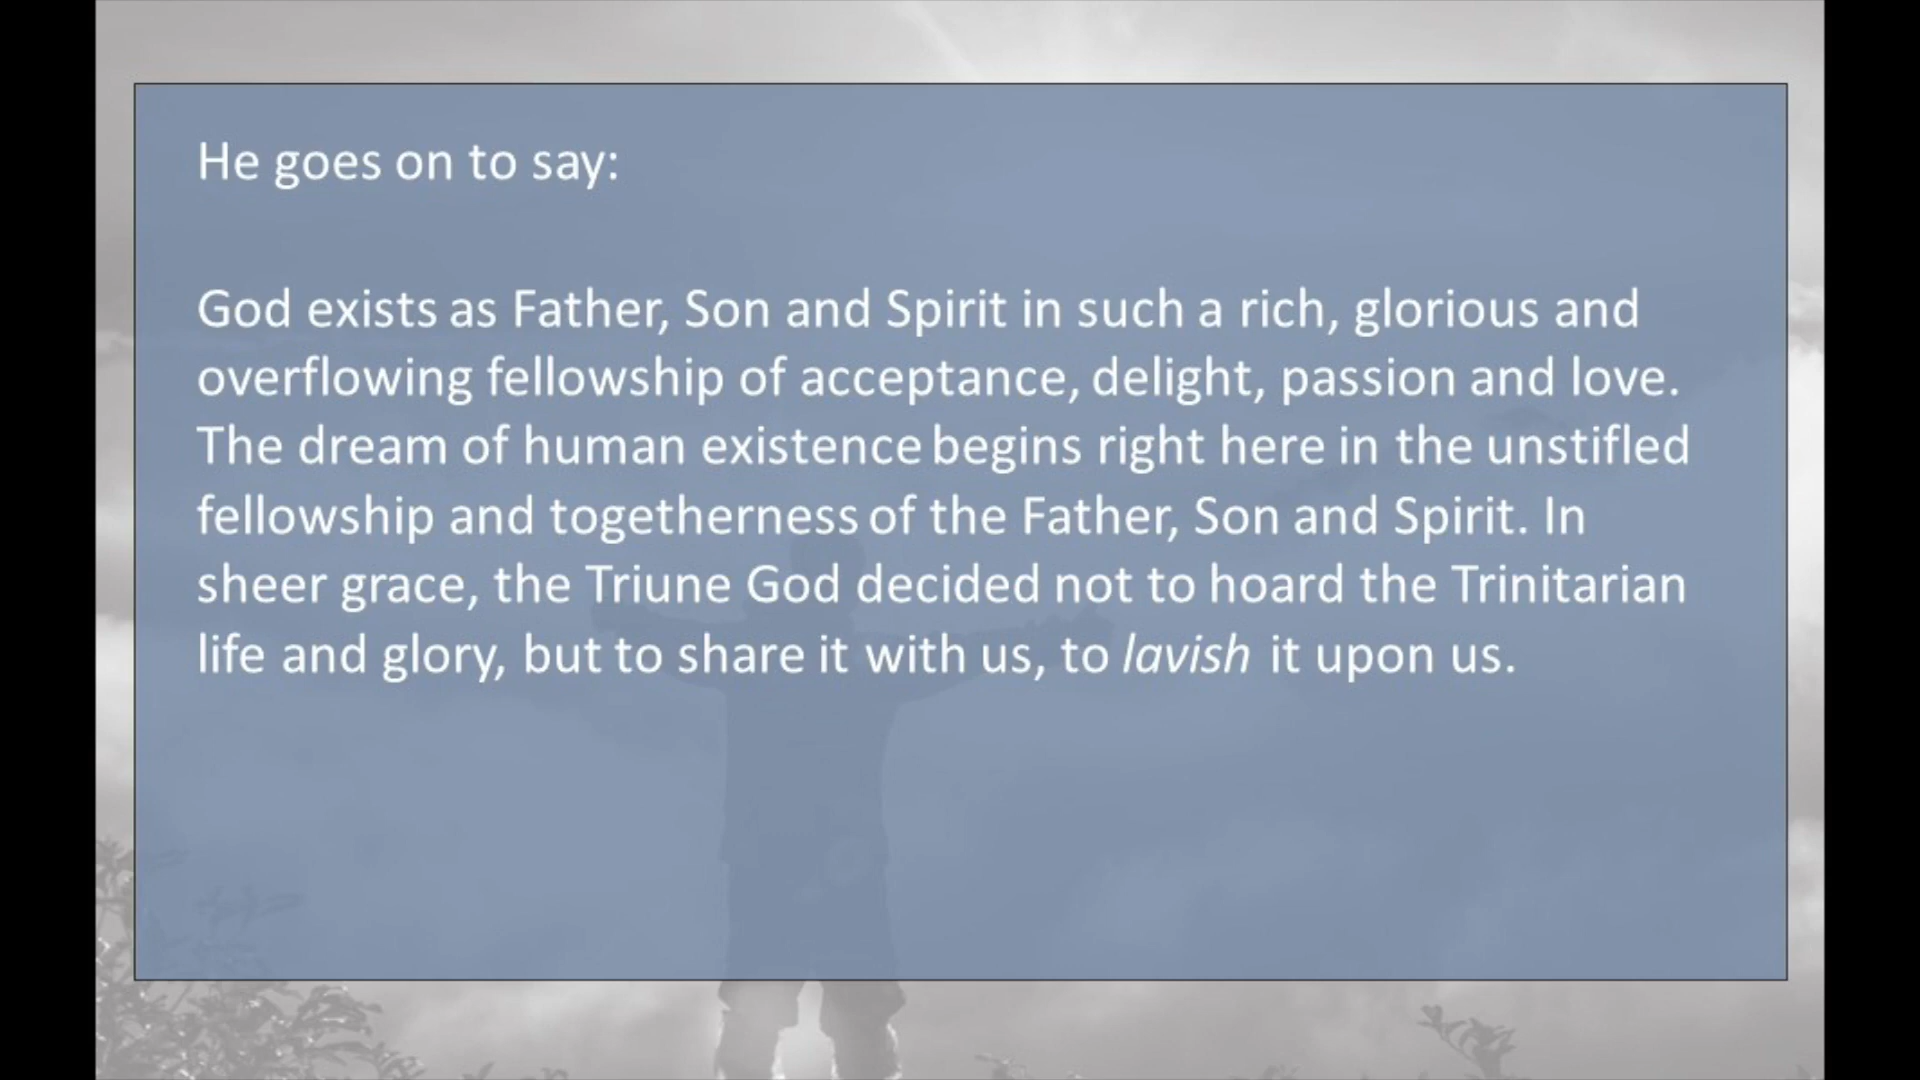 He goes on to say:
God exists as Father, Son and Spirit in such a rich, glorious and
overflowing fellowship of acceptance, delight, passion and love.
The dream of human existence begins right here in the unstifled
fellowship and togetherness of the Father, Son and Spirit. In
sheer grace, the Triune God decided not to hoard the Trinitarian
life and glory, but to share it with us, to lavish it upon us.